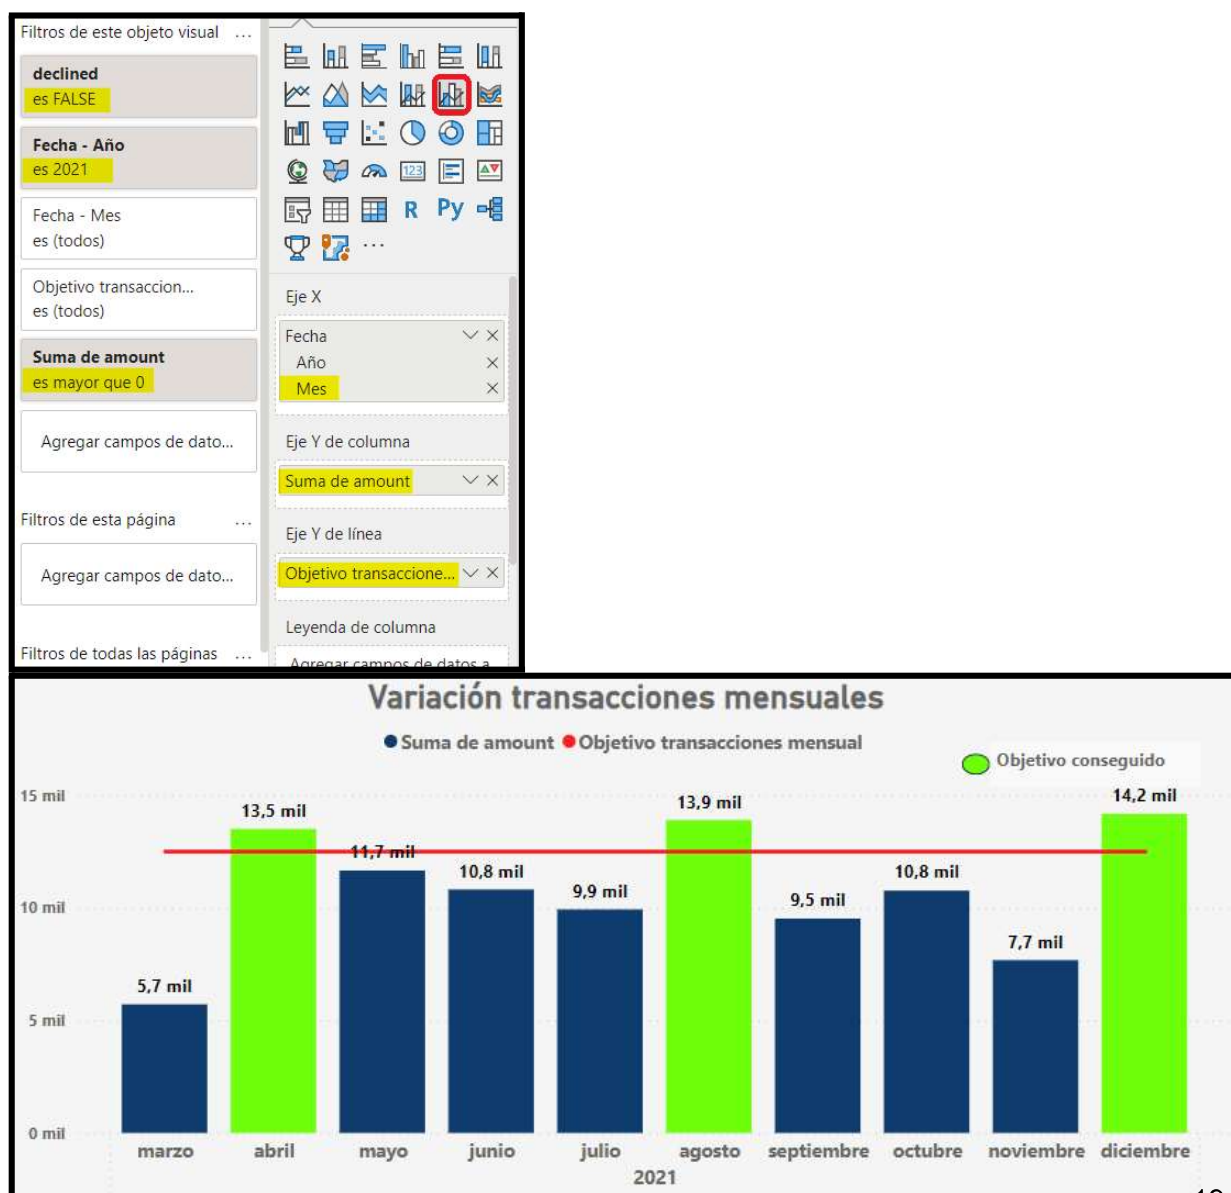 Filtros de este objeto visual ...
declined
es FALSE
Fecha - Año
es 2021
Fecha - Mes
es (todos)
Objetivo transaccion...
es (todos)
Suma de amount
es mayor que 0
Agregar campos de dato...
Filtros de esta página ...
Agregar campos de dato...
Filtros de todas las páginas ...
123
R Py
...
Eje X
Fecha
Año
Mes
Eje Y de columna
Suma de amount
Eje Y de línea
Objetivo transaccione...
Leyenda de columna
Agregar campos de datos a
Variación transacciones mensuales
Suma de amount Objetivo transacciones mensual
Objetivo conseguido
15 mil
10 mil
5 mil
0 mil
5,7 mil
13,5 mil
11,7 mil
10,8 mil
9,9 mil
13,9 mil
9,5 mil
10,8 mil
7,7 mil
14,2 mil
marzo abril mayo junio julio agosto septiembre octubre noviembre diciembre
2021